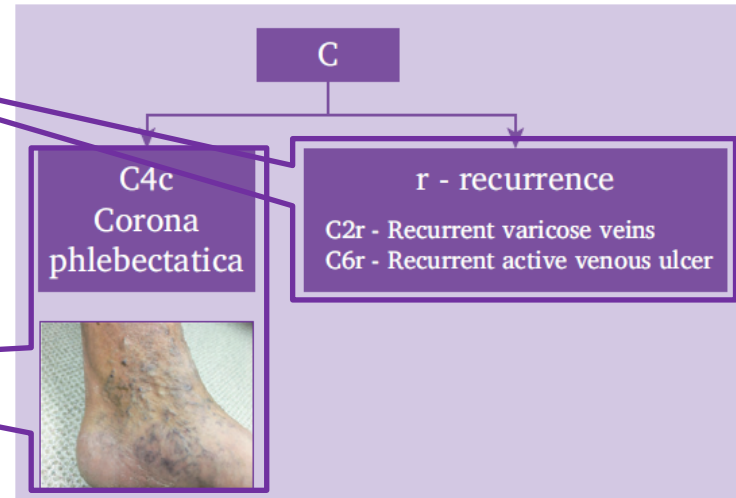 C
C4c
Corona
phlebectatica
r - recurrence
C2r - Recurrent varicose veins
C6r - Recurrent active venous ulcer